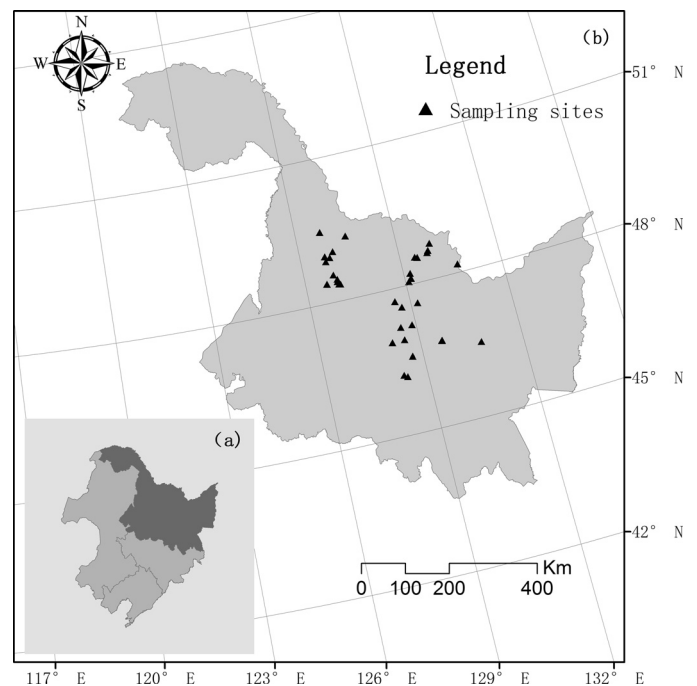 N
(b)
W E
S
Legend
Sampling sites
51° N
48° N
45° N
42° N
(a)
Km
0 100 200 400
117° E 120° E 123° E 126° E 129° E 132° E